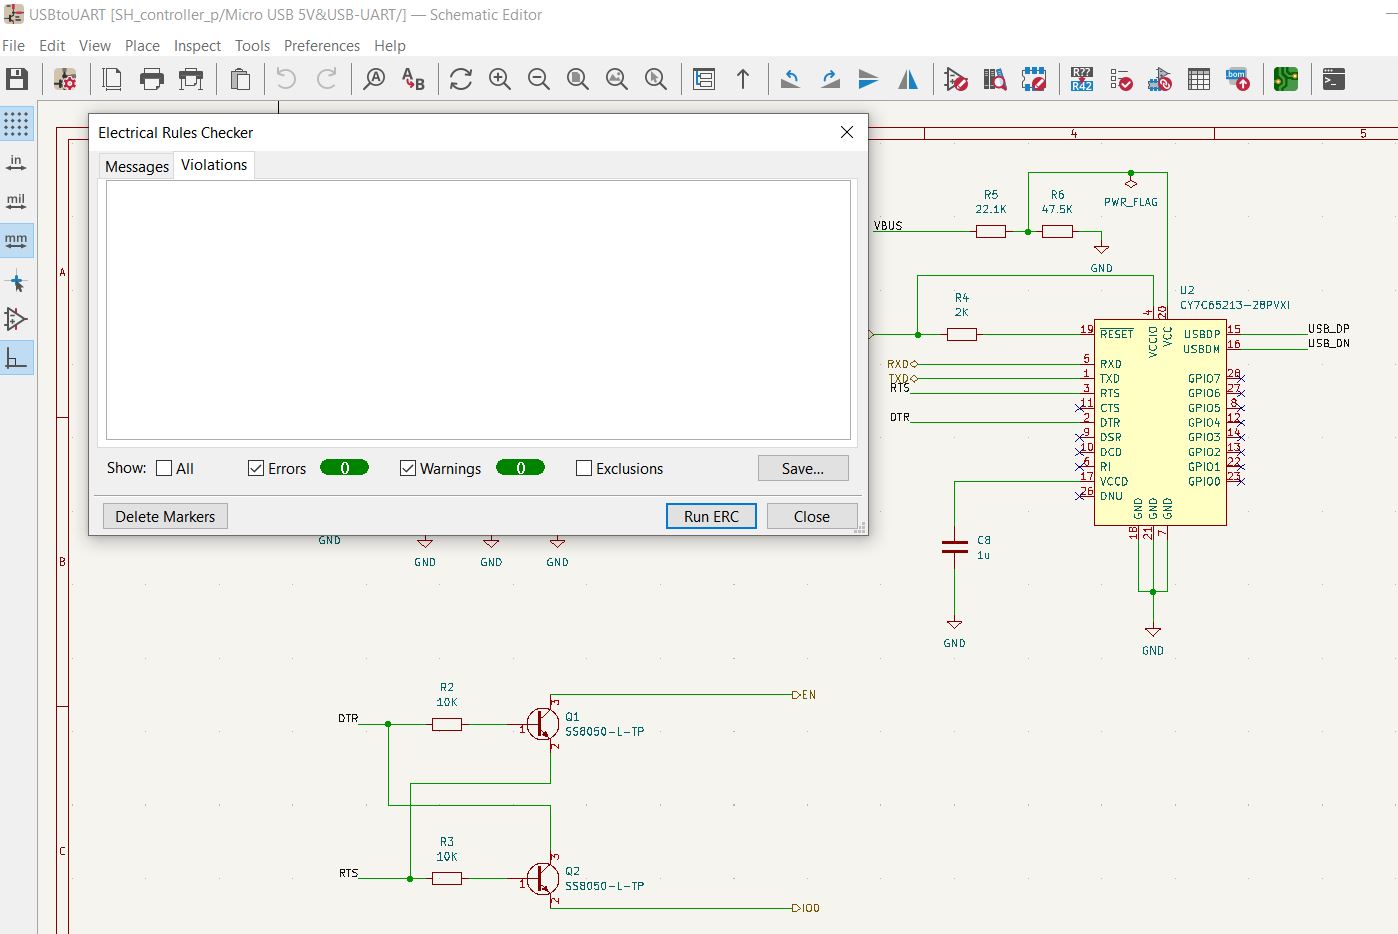 USBtoUART [SH_controller_p/Micro USB 5V&USB-UART/] — Schematic Editor
File Edit View Place Inspect Tools Preferences Help
A
B
R??
R42
bom
in
mil
mm
Electrical Rules Checker
Messages Violations
Show: All Errors 0 Warnings 0 Exclusions Save...
Delete Markers Run ERC Close
4 5
A
B
C
VBUS
R5
22.1K
R6
47.5K
PWR_FLAG
GND
R4
2K
U2
CY7C65213-28PVXI
4 VCCIO
20 VCC
19 RESET
5 RXD
1 TXD
3 RTS
11 CTS
2 DTR
9 DSR
10 DCD
6 RI
17 VCCD
26 DNU
USBDP 15 USB_DP
USBDM 16 USB_DN
GPIO7 28
GPIO6 27
GPIO5 8
GPIO4 12
GPIO3 14
GPIO2 13
GPIO1 22
GPIO0 23
GND GND GND
18 21 7
RXD
TXD
RTS
DTR
C8
1u
GND
GND
GND
GND
GND
GND
R2
10K
DTR
1
3
2
Q1
SS8050-L-TP
EN
R3
10K
RTS
1
3
2
Q2
SS8050-L-TP
IO0